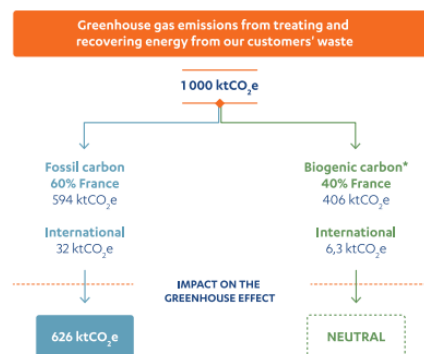 Greenhouse gas emissions from treating and
recovering energy from our customers' waste
1 000 ktCO₂e
Fossil carbon
60% France
594 ktCO₂e
International
32 ktCO₂e
Biogenic carbon*
40% France
406 ktCO₂e
International
6,3 ktCO₂e
IMPACT ON THE
GREENHOUSE EFFECT
626 ktCO₂e
NEUTRAL